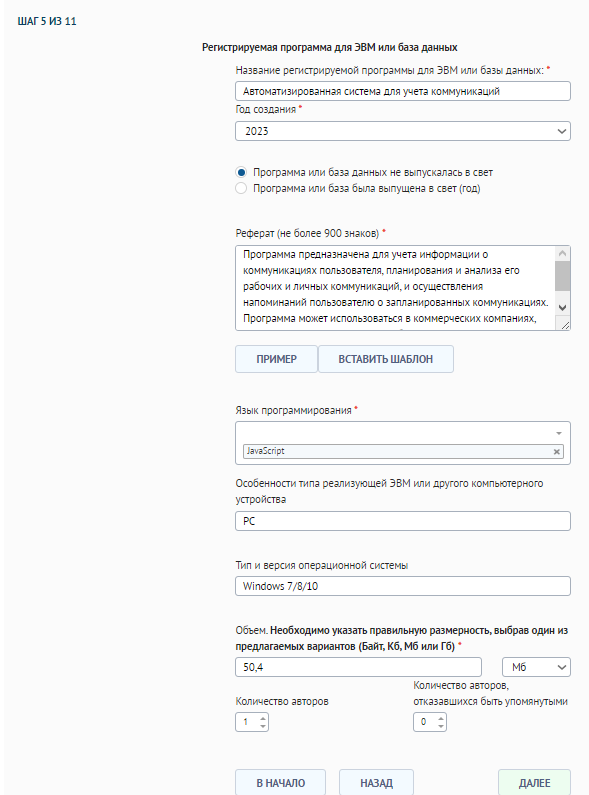 ШАГ 5 ИЗ 11
Регистрируемая программа для ЭВМ или база данных
Название регистрируемой программы для ЭВМ или базы данных: *
Автоматизированная система для учета коммуникаций
Год создания *
2023
Программа или база данных не выпускалась в свет
Программа или база была выпущена в свет (год)
Реферат (не более 900 знаков) *
Программа предназначена для учета информации о
коммуникациях пользователя, планирования и анализа его
рабочих и личных коммуникаций, и осуществления
напоминаний пользователю о запланированных коммуникациях.
Программа может использоваться в коммерческих компаниях,
ПРИМЕР ВСТАВИТЬ ШАБЛОН
Язык программирования *
JavaScript
Особенности типа реализующей ЭВМ или другого компьютерного
устройства
PC
Тип и версия операционной системы
Windows 7/8/10
Объем. Необходимо указать правильную размерность, выбрав один из
предлагаемых вариантов (Байт, Кб, Мб или Гб) *
50,4 Мб
Количество авторов
1
Количество авторов,
отказавшихся быть упомянутыми
0
В НАЧАЛО НАЗАД ДАЛЕЕ